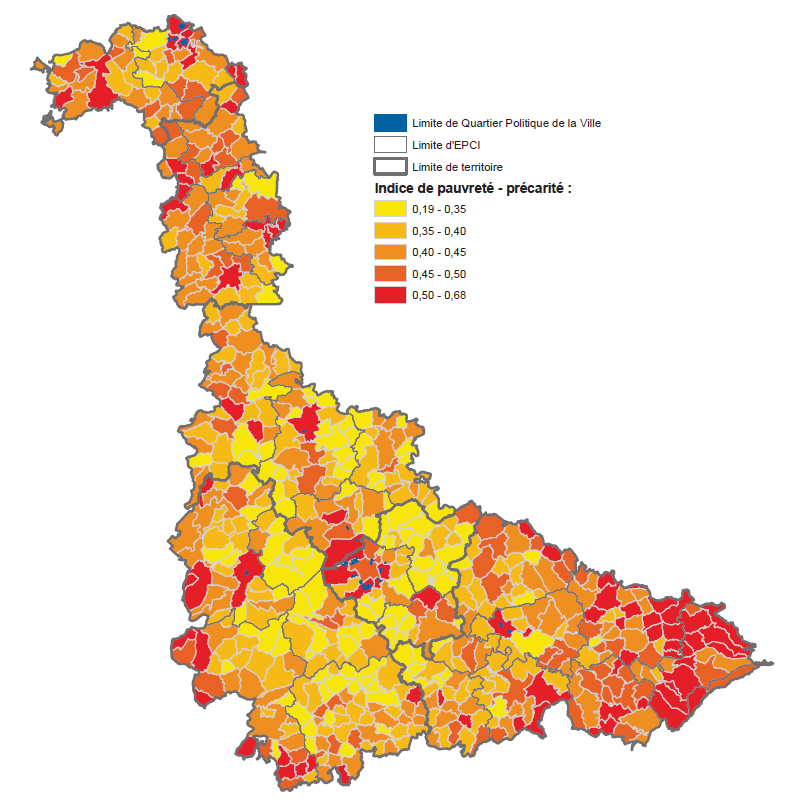 Limite de Quartier Politique de la Ville
Limite d'EPCI
Limite de territoire
Indice de pauvreté - précarité :
0,19 - 0,35
0,35 - 0,40
0,40 - 0,45
0,45 - 0,50
0,50 - 0,68